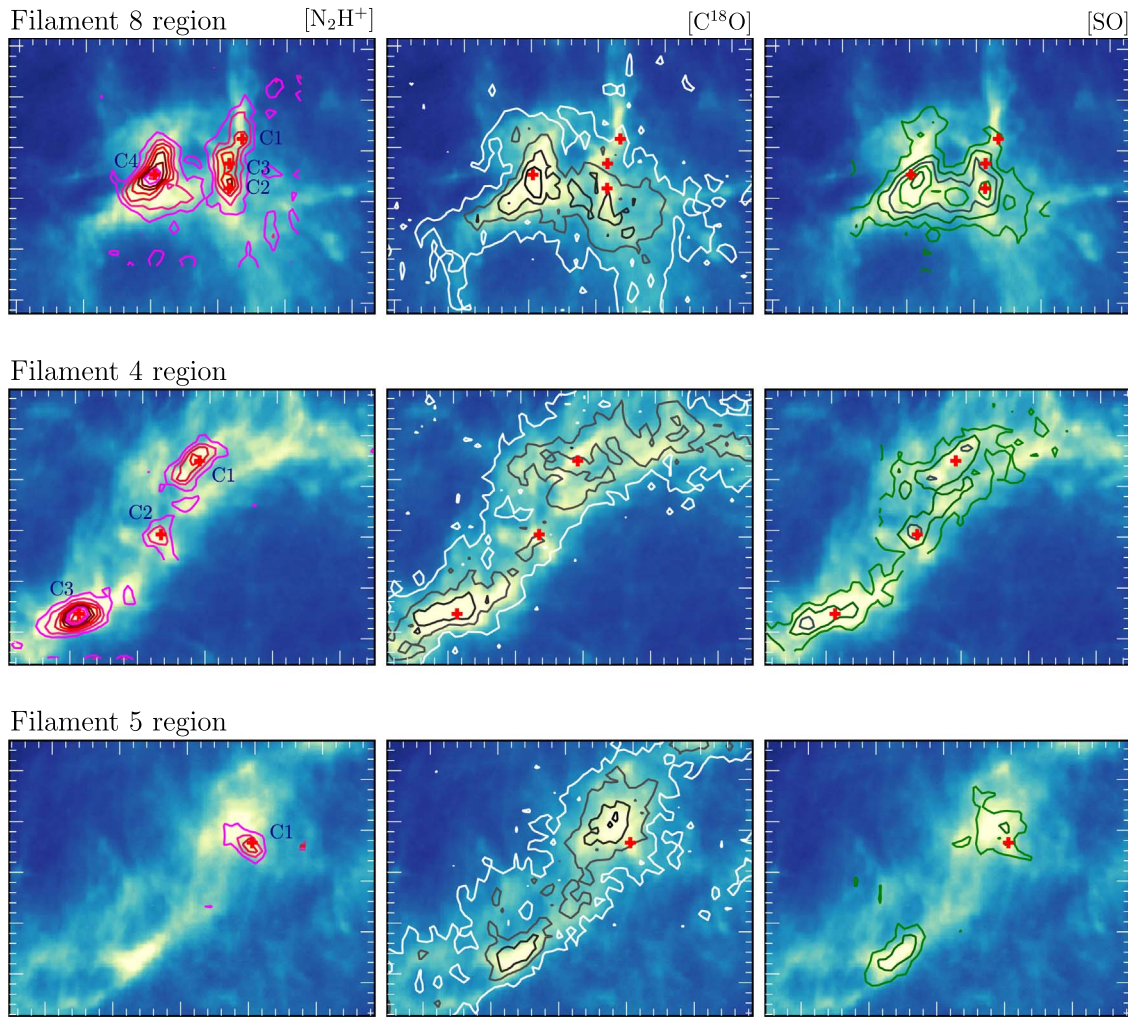 Filament 8 region [N₂H⁺] [C¹⁸O] [SO]
C1
C4
C3
C2
Filament 4 region
C1
C2
C3
Filament 5 region
C1